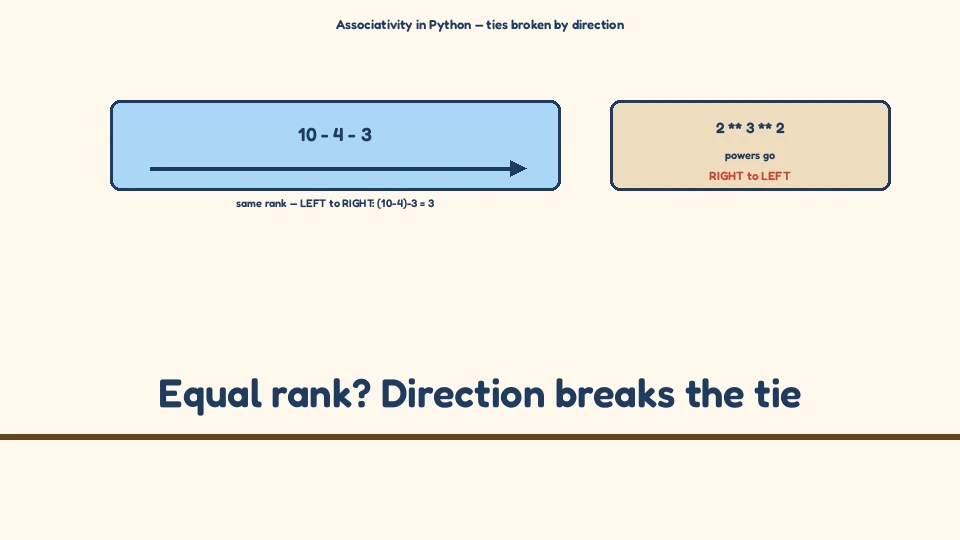 Associativity in Python — ties broken by direction
10 - 4 - 3
same rank — LEFT to RIGHT: (10-4)-3 = 3
2 ** 3 ** 2
powers go
RIGHT to LEFT
Equal rank? Direction breaks the tie